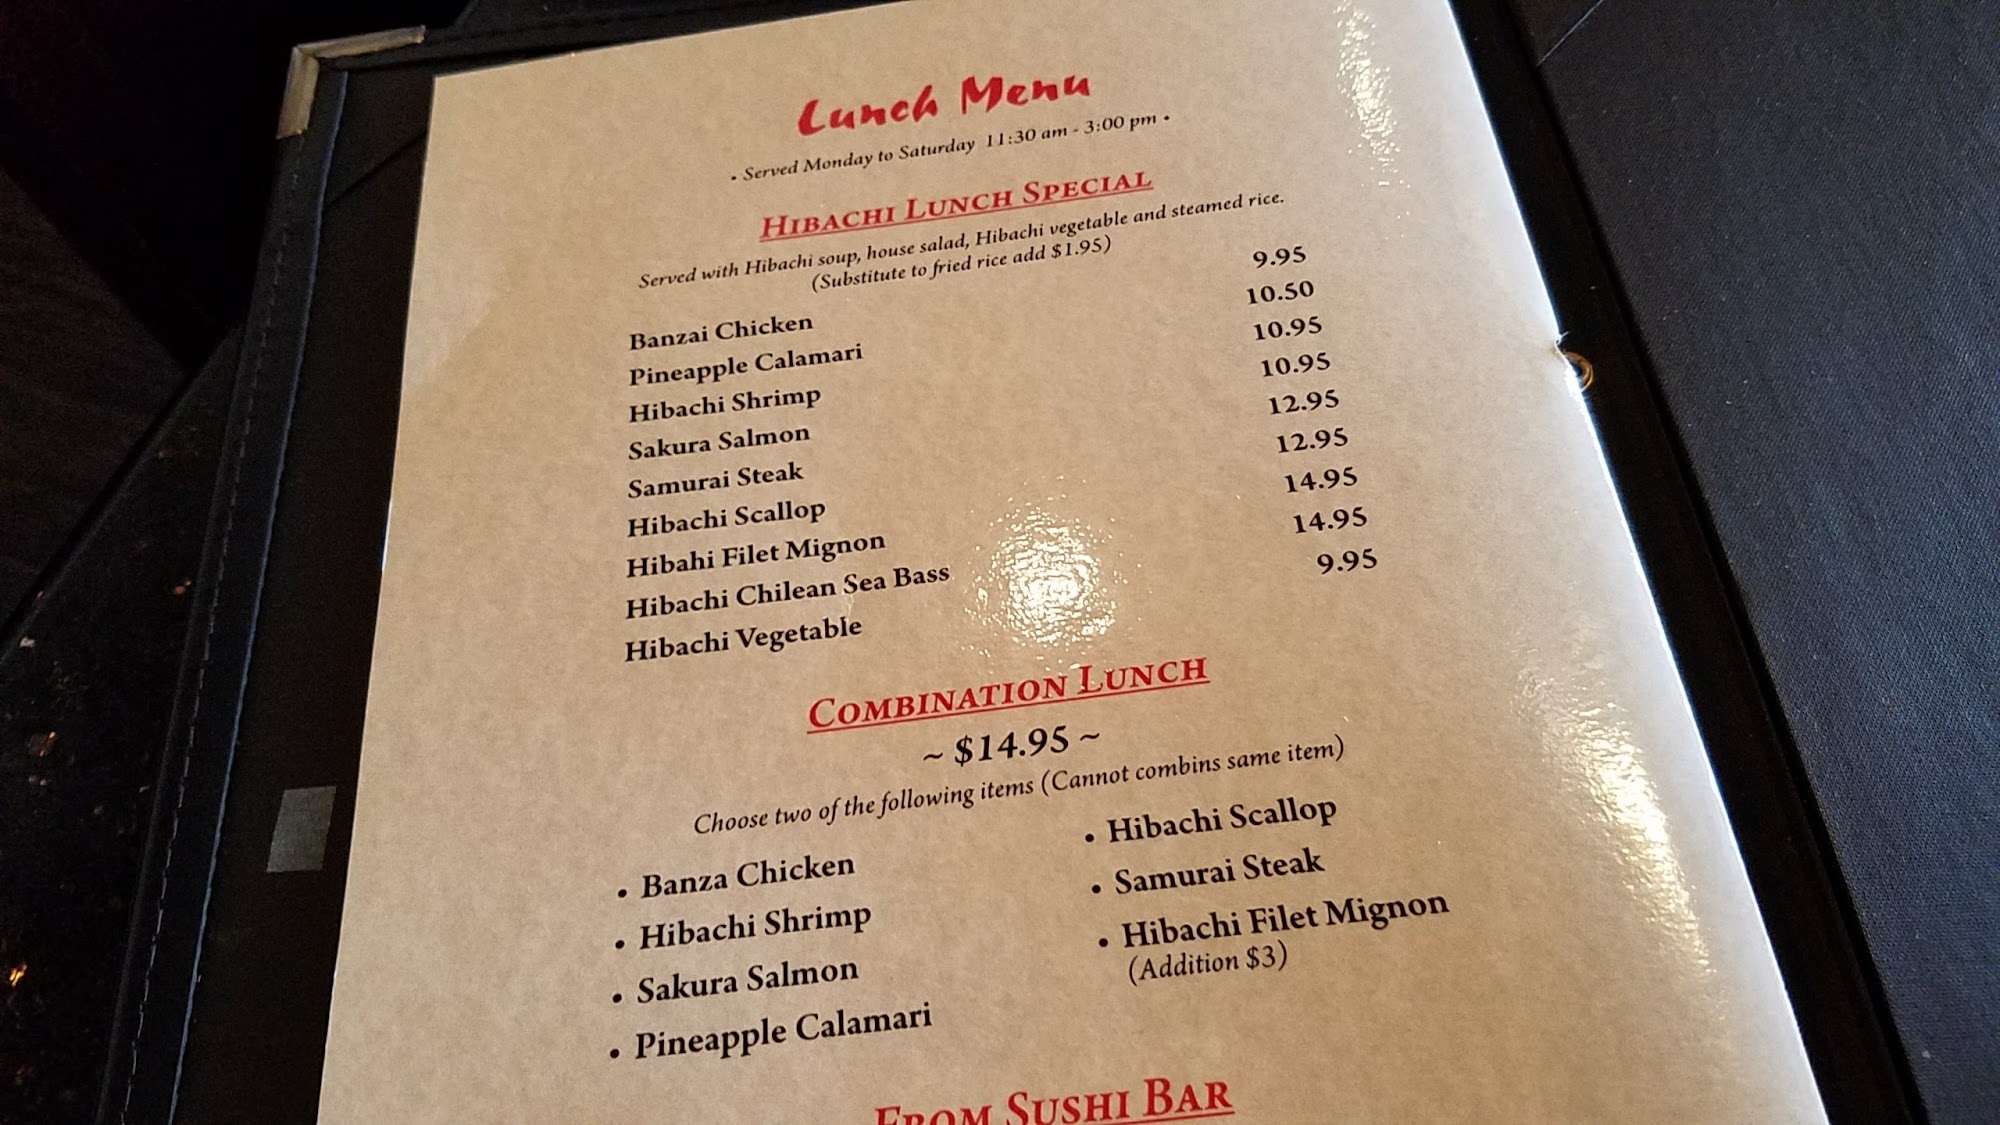 Lunch Menu
• Served Monday to Saturday 11:30 am - 3:00 pm •
HIBACHI LUNCH SPECIAL
Served with Hibachi soup, house salad, Hibachi vegetable and steamed rice.
(Substitute to fried rice add $1.95)
Banzai Chicken 9.95
Pineapple Calamari 10.50
Hibachi Shrimp 10.95
Sakura Salmon 10.95
Samurai Steak 12.95
Hibachi Scallop 12.95
Hibahi Filet Mignon 14.95
Hibachi Chilean Sea Bass 14.95
Hibachi Vegetable 9.95
COMBINATION LUNCH
~ $14.95 ~
Choose two of the following items (Cannot combins same item)
• Banza Chicken
• Hibachi Shrimp
• Sakura Salmon
• Pineapple Calamari
• Hibachi Scallop
• Samurai Steak
• Hibachi Filet Mignon
(Addition $3)
FROM SUSHI BAR